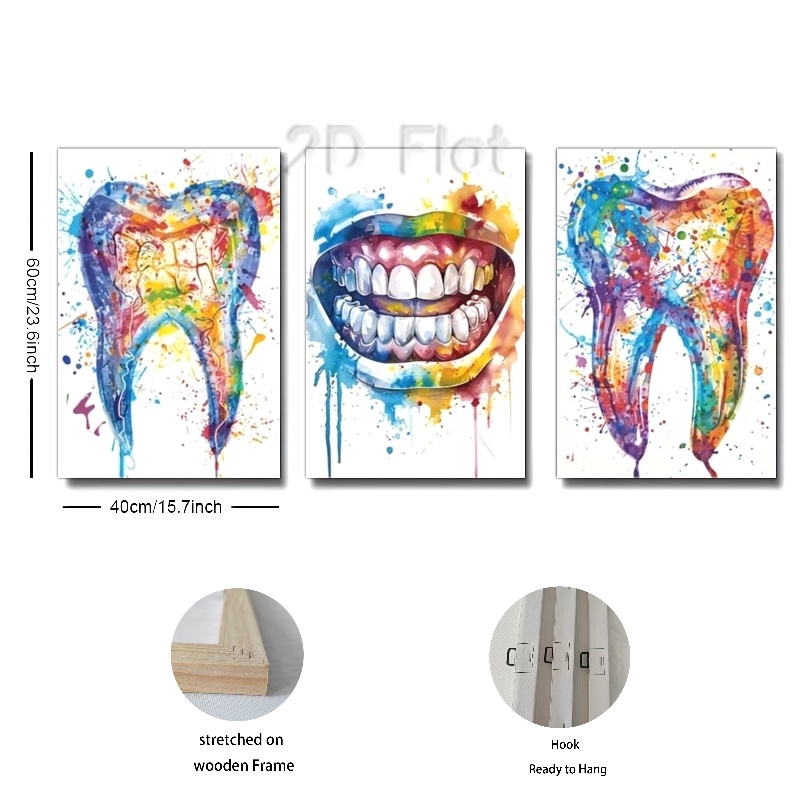 2D Flat
60cm/23.6inch
40cm/15.7inch
stretched on
wooden Frame
Hook
Ready to Hang